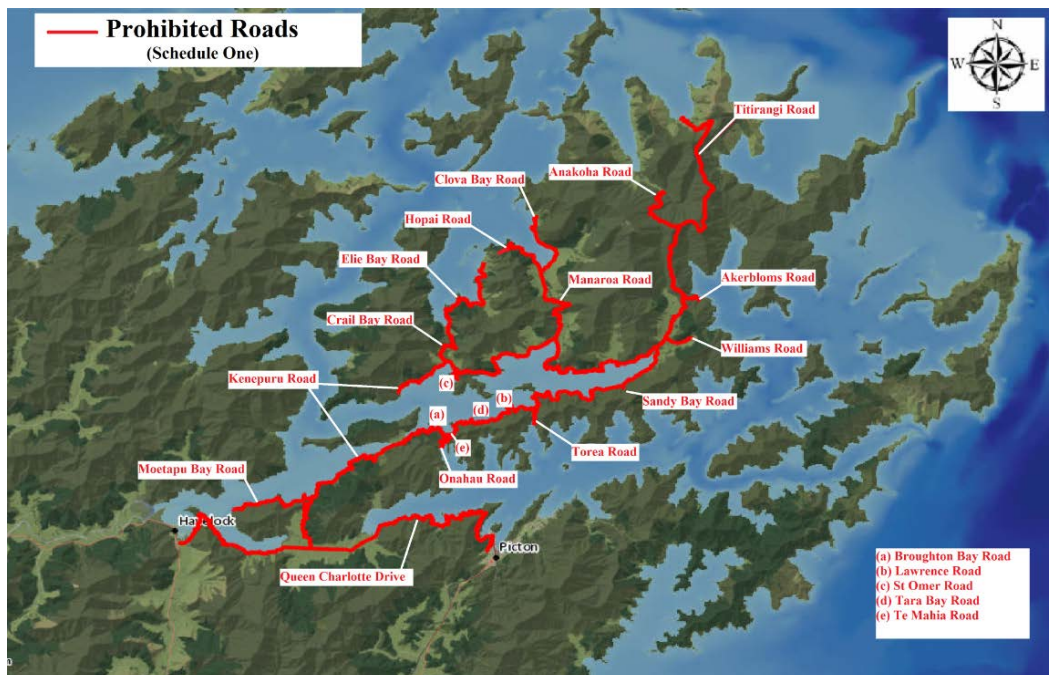 Prohibited Roads
(Schedule One)
N
W
E
S
Titirangi Road
Anakoha Road
Clova Bay Road
Hopai Road
Elie Bay Road
Manaroa Road
Akerbloms Road
Crail Bay Road
Williams Road
Kenepuru Road
(c)
(b)
Sandy Bay Road
(a)
(d)
(e)
Torea Road
Moetapu Bay Road
Onahau Road
Havelock
Picton
Queen Charlotte Drive
(a) Broughton Bay Road
(b) Lawrence Road
(c) St Omer Road
(d) Tara Bay Road
(e) Te Mahia Road